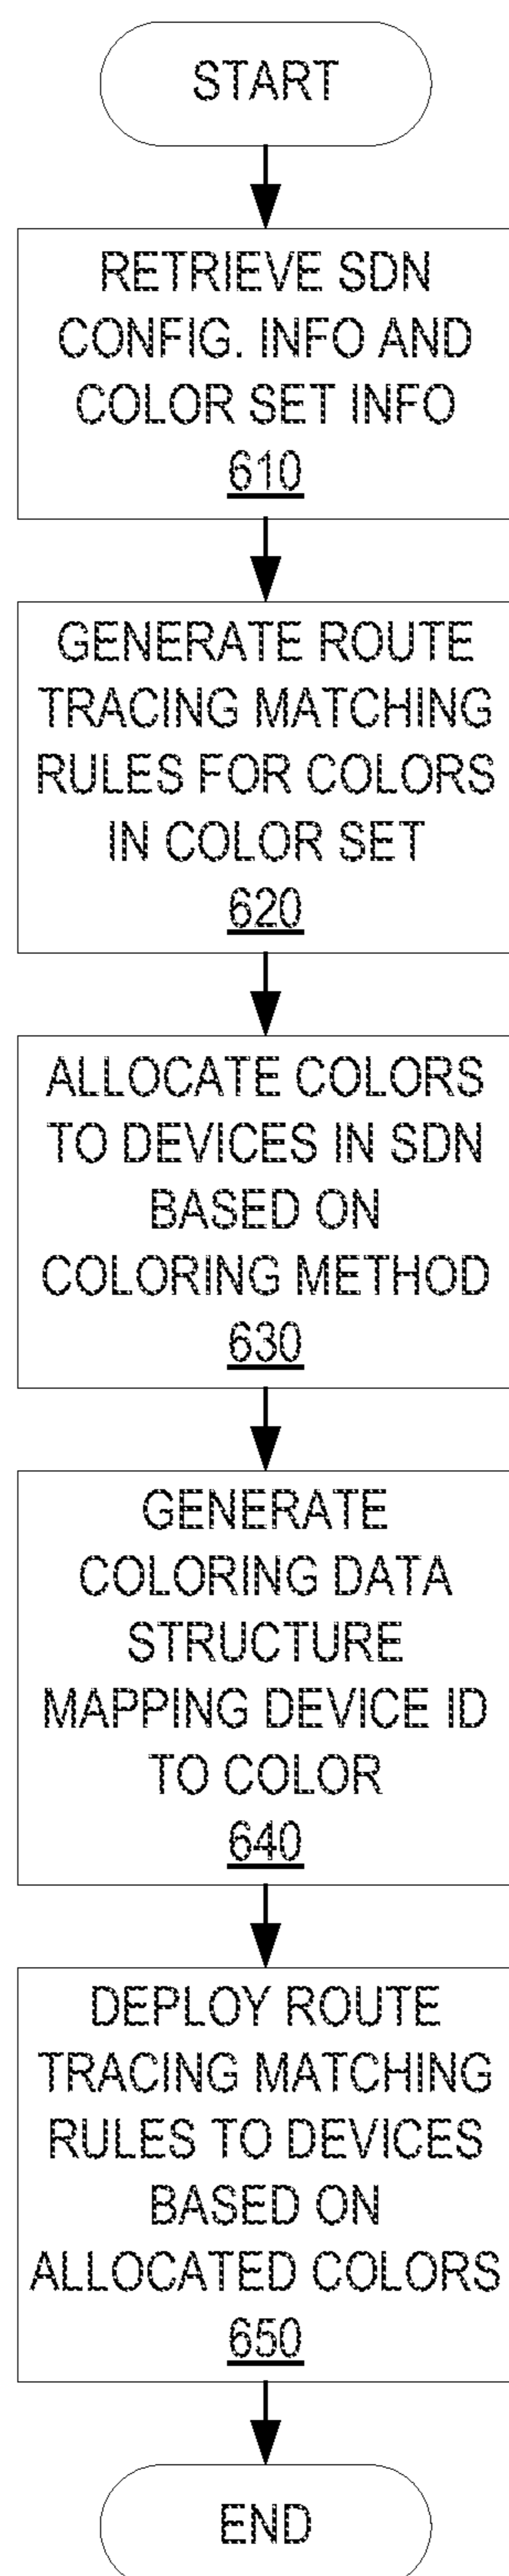 START
RETRIEVE SDN
CONFIG. INFO AND
COLOR SET INFO
610
GENERATE ROUTE
TRACING MATCHING
RULES FOR COLORS
IN COLOR SET
620
ALLOCATE COLORS
TO DEVICES IN SDN
BASED ON
COLORING METHOD
630
GENERATE
COLORING DATA
STRUCTURE
MAPPING DEVICE ID
TO COLOR
640
DEPLOY ROUTE
TRACING MATCHING
RULES TO DEVICES
BASED ON
ALLOCATED COLORS
650
END